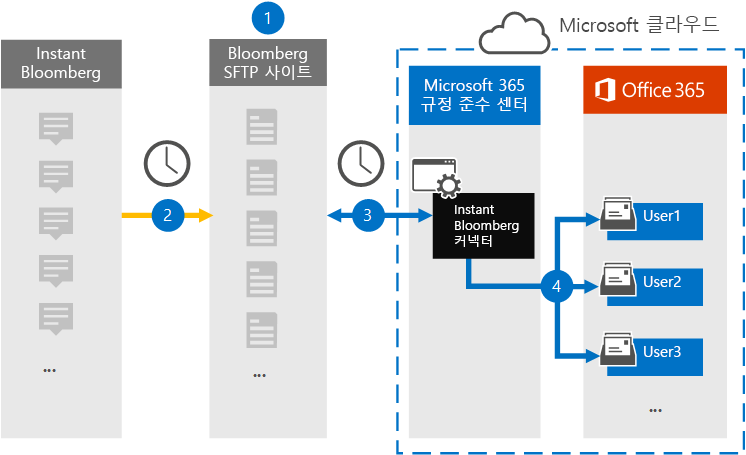 1
Microsoft 클라우드
Instant
Bloomberg
Bloomberg
SFTP 사이트
Microsoft 365
규정 준수 센터
Office 365
2
3
Instant
Bloomberg
커넥터
User1
4
User2
User3
...
...
...